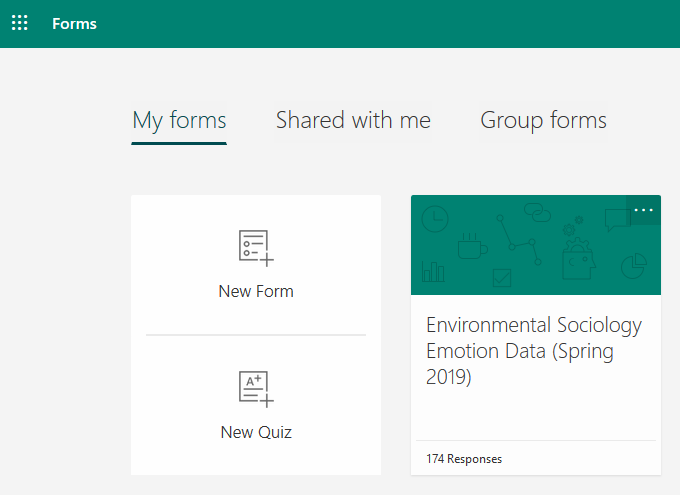 Forms
My forms
Shared with me
Group forms
New Form
A+
New Quiz
Environmental Sociology
Emotion Data (Spring
2019)
174 Responses